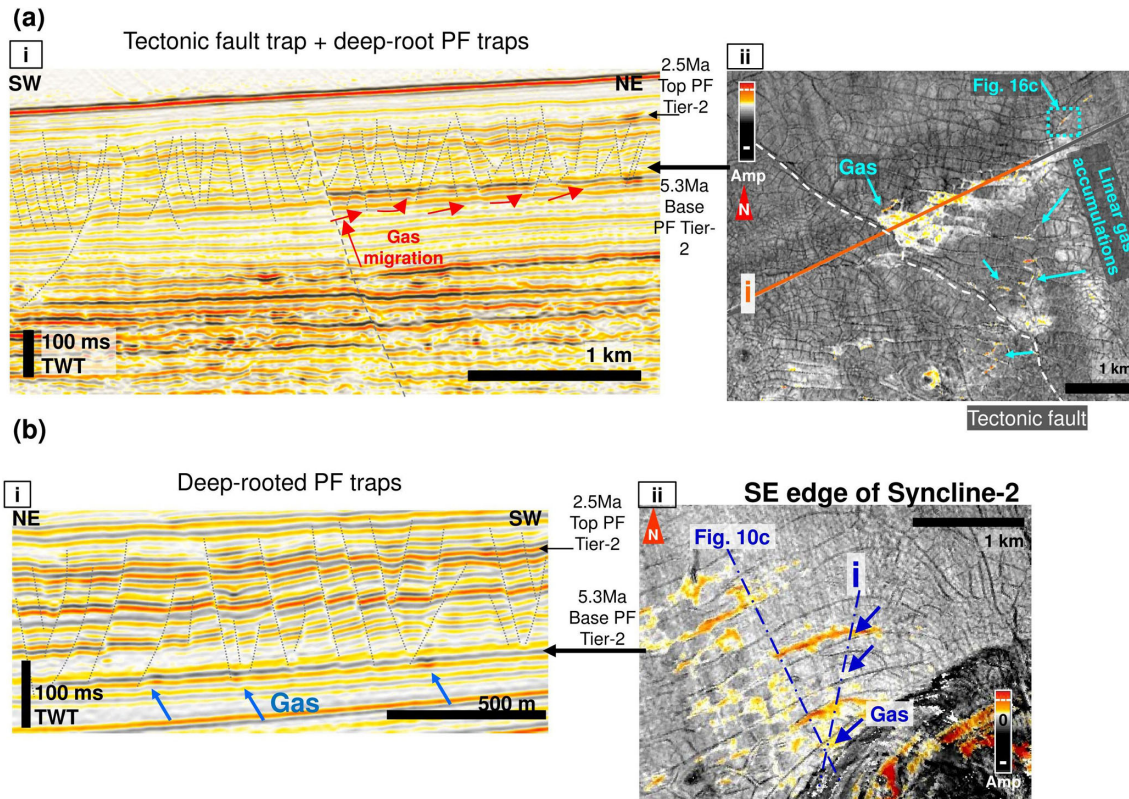 (a)
i
Tectonic fault trap + deep-root PF traps
SW
NE
2.5Ma
Top PF
Tier-2
5.3Ma
Base
PF Tier-
2
Gas
migration
100 ms
TWT
1 km
ii
Fig. 16c
Amp
N
Gas
Linear gas
accumulations
i
1 km
Tectonic fault
(b)
i
Deep-rooted PF traps
NE
SW
2.5Ma
Top PF
Tier-2
5.3Ma
Base PF
Tier-2
100 ms
TWT
Gas
500 m
ii
SE edge of Syncline-2
N
1 km
Fig. 10c
i
Gas
0
Amp